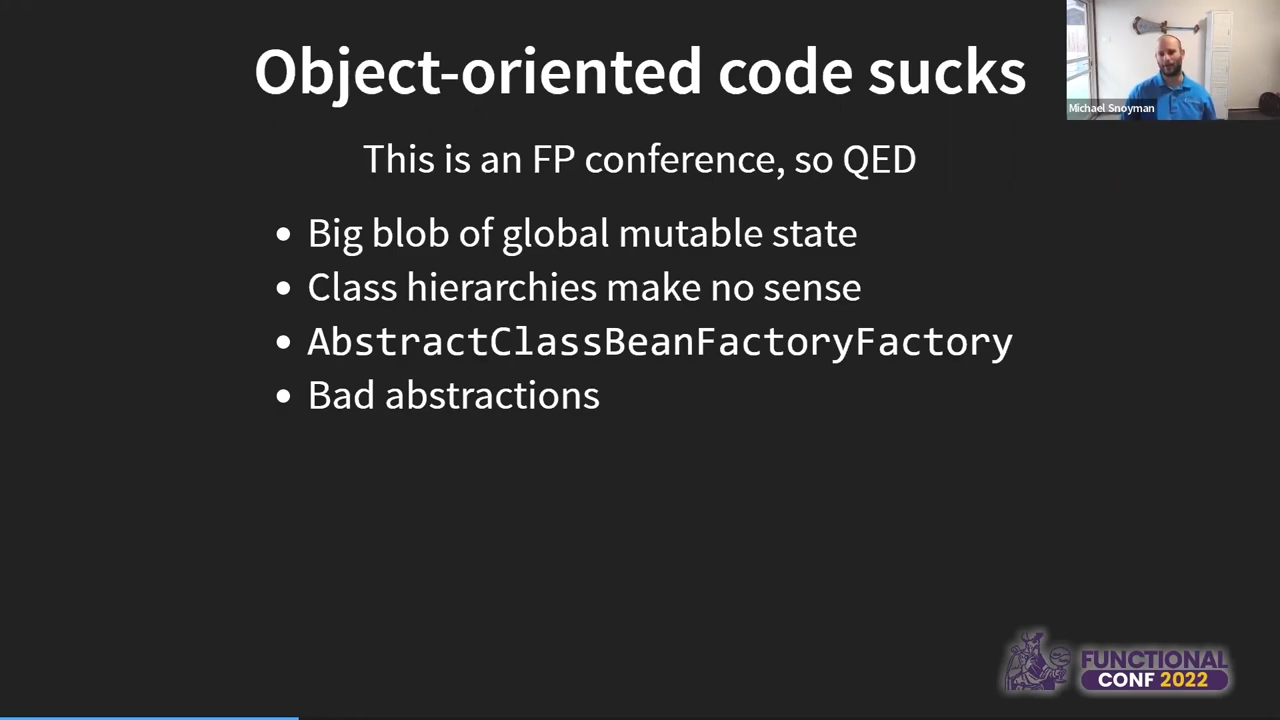 Object-oriented code sucks
Michael Snoyman
This is an FP conference, so QED
• Big blob of global mutable state
• Class hierarchies make no sense
• AbstractClassBeanFactoryFactory
• Bad abstractions
FUNCTIONAL
CONF 2022